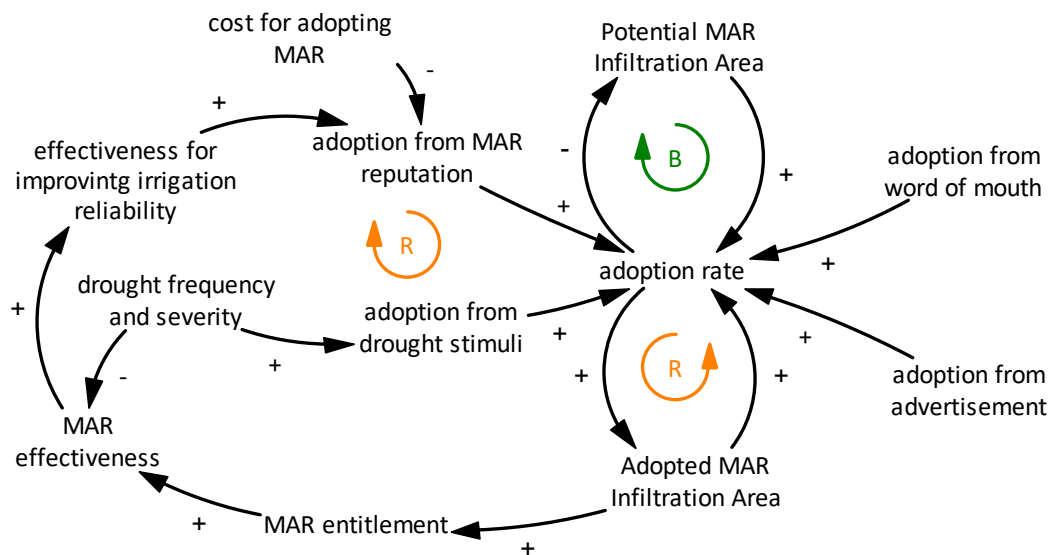 cost for adopting
MAR
-
+
Potential MAR
Infiltration Area
effectiveness for
improvintg irrigation
reliability
adoption from MAR
reputation
-
B
+
adoption from
word of mouth
+
R
+
adoption rate
drought frequency
and severity
+
adoption from
drought stimuli
+
+
-
+
R
+
+
adoption from
advertisement
MAR
effectiveness
Adopted MAR
Infiltration Area
+
MAR entitlement
+